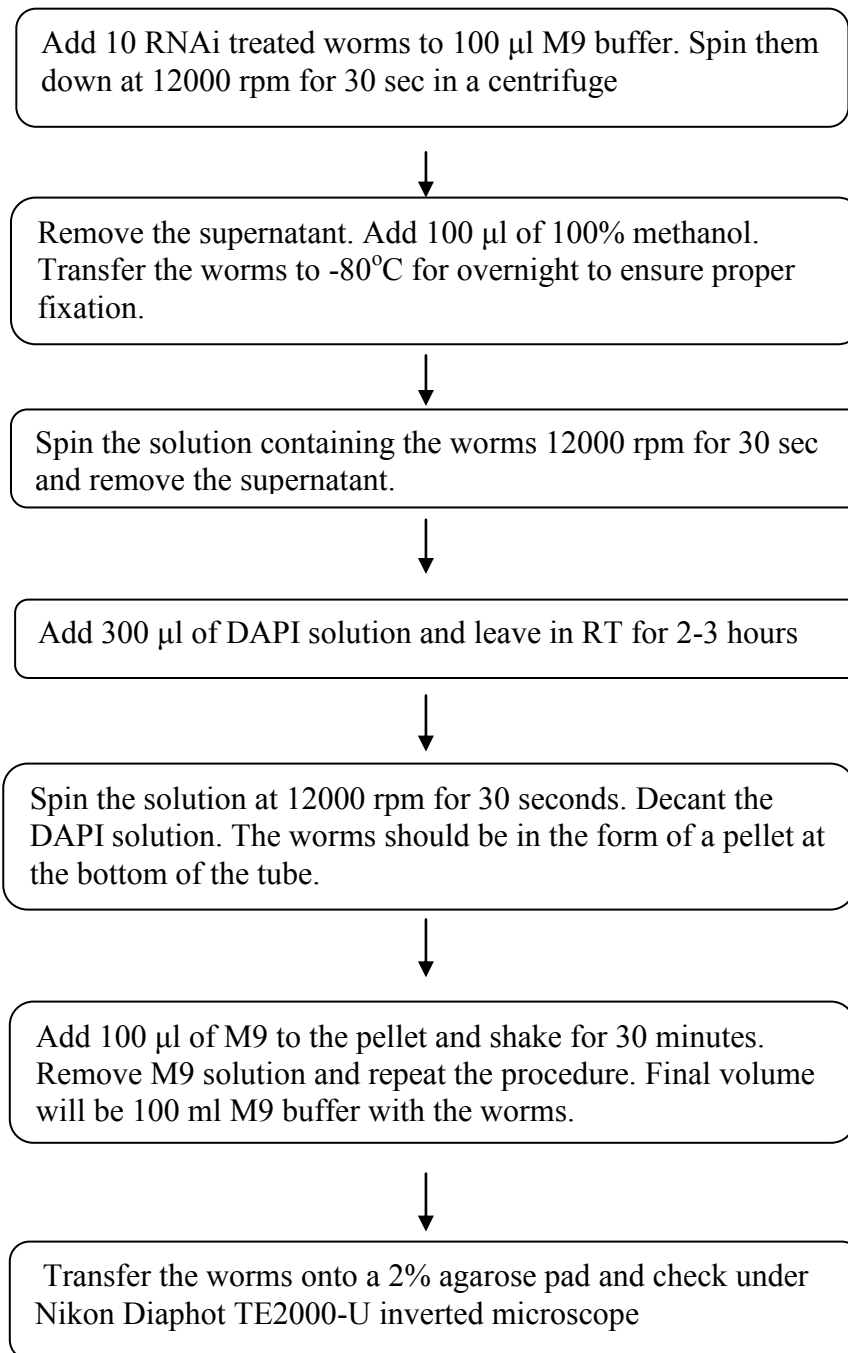 Add 10 RNAi treated worms to 100 μl M9 buffer. Spin them
down at 12000 rpm for 30 sec in a centrifuge
Remove the supernatant. Add 100 μl of 100% methanol.
Transfer the worms to -80°C for overnight to ensure proper
fixation.
Spin the solution containing the worms 12000 rpm for 30 sec
and remove the supernatant.
Add 300 μl of DAPI solution and leave in RT for 2-3 hours
Spin the solution at 12000 rpm for 30 seconds. Decant the
DAPI solution. The worms should be in the form of a pellet at
the bottom of the tube.
Add 100 μl of M9 to the pellet and shake for 30 minutes.
Remove M9 solution and repeat the procedure. Final volume
will be 100 ml M9 buffer with the worms.
Transfer the worms onto a 2% agarose pad and check under
Nikon Diaphot TE2000-U inverted microscope